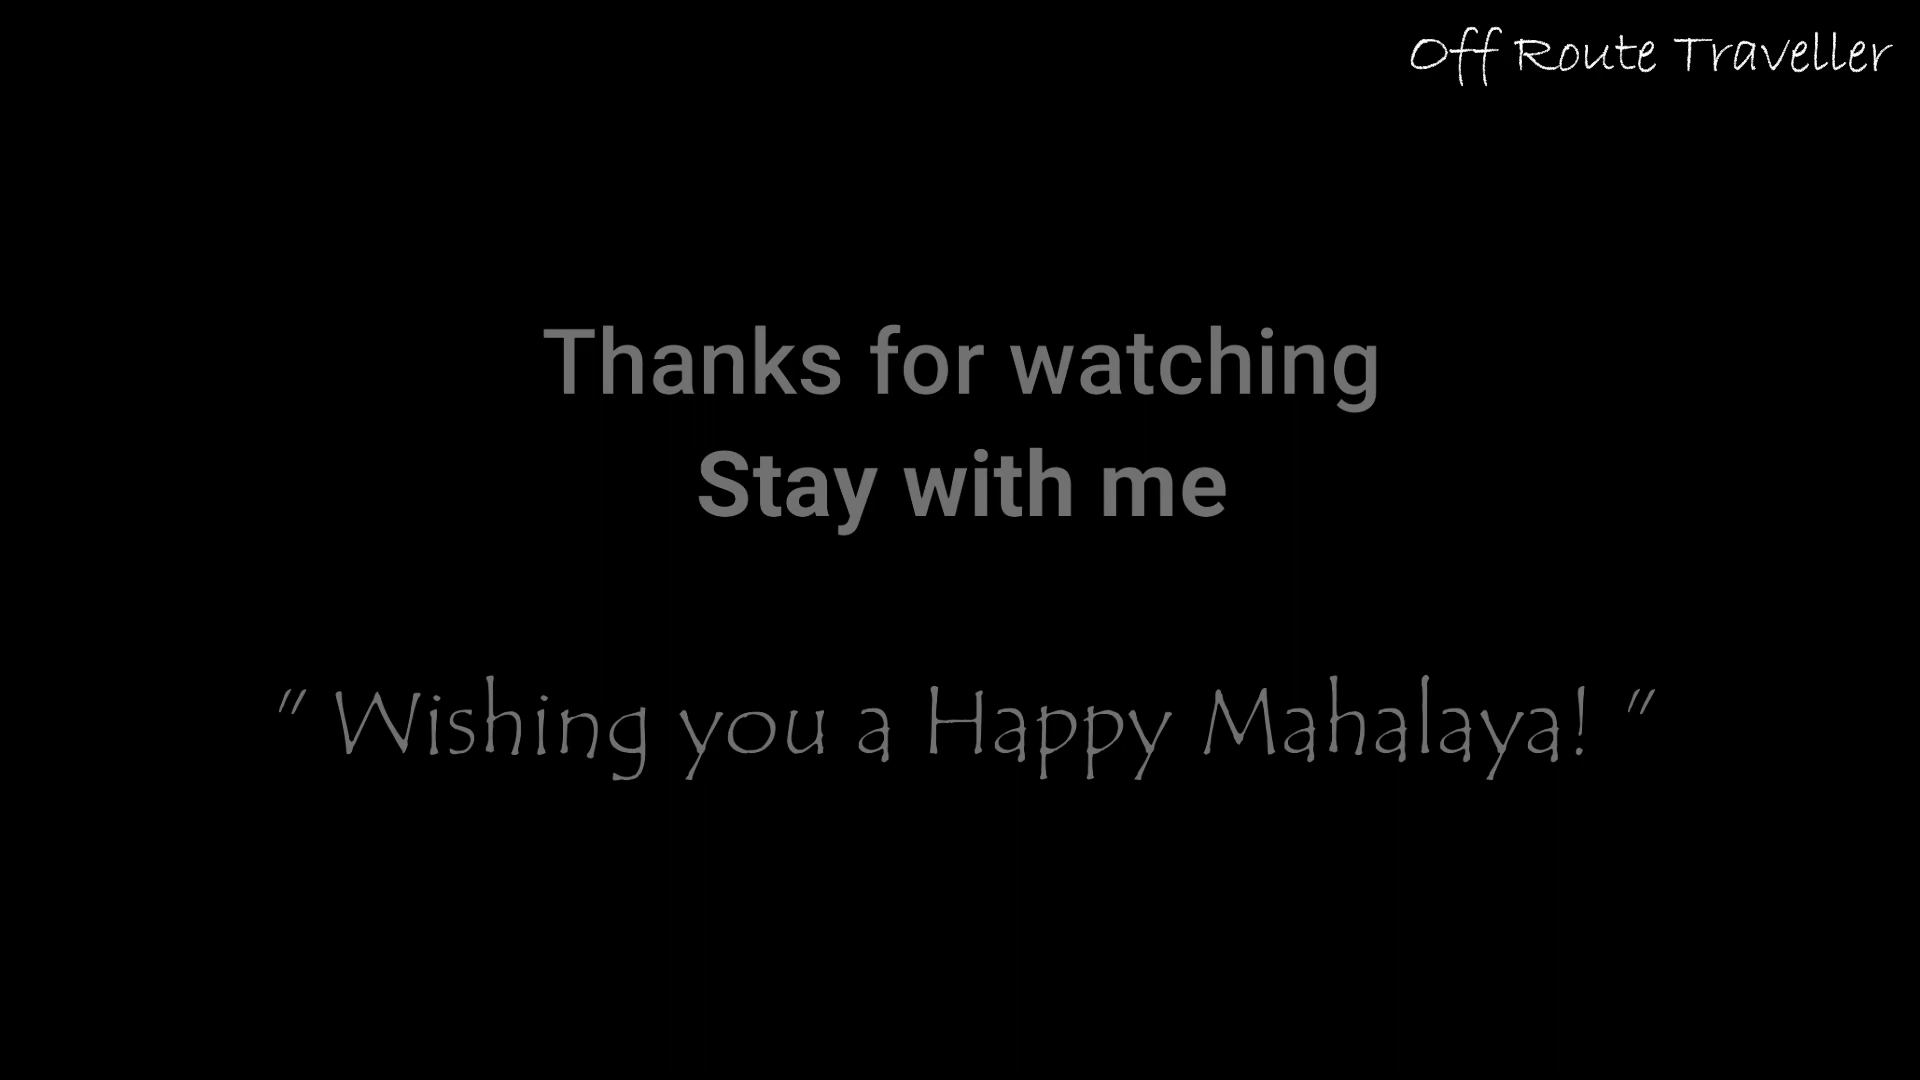 Off Route Traveller
Thanks for watching
Stay with me
" Wishing you a Happy Mahalaya! "